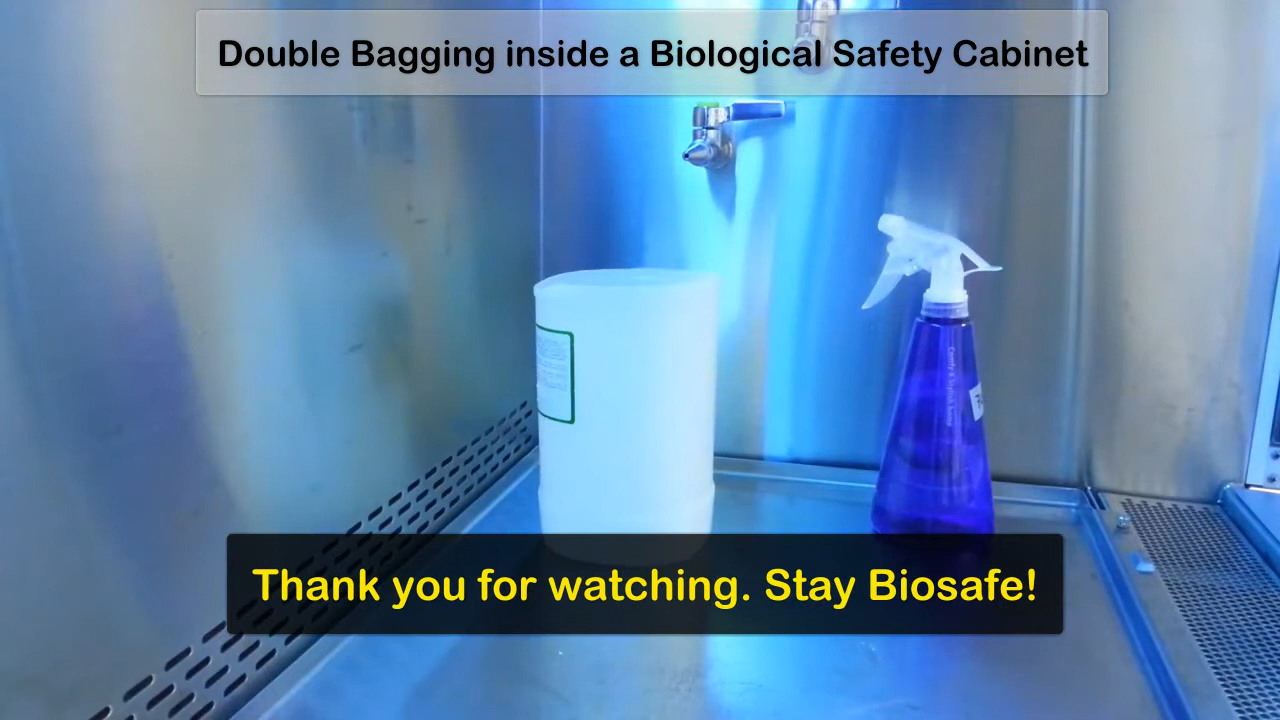 Double Bagging inside a Biological Safety Cabinet
Thank you for watching. Stay Biosafe!